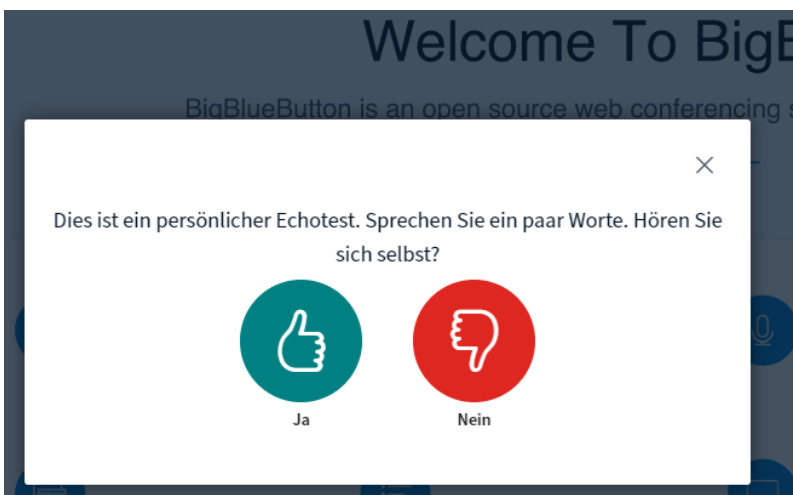 Welcome To Big
BigBlueButton is an open source web conferencing
Dies ist ein persönlicher Echotest. Sprechen Sie ein paar Worte. Hören Sie
sich selbst?
Ja Nein